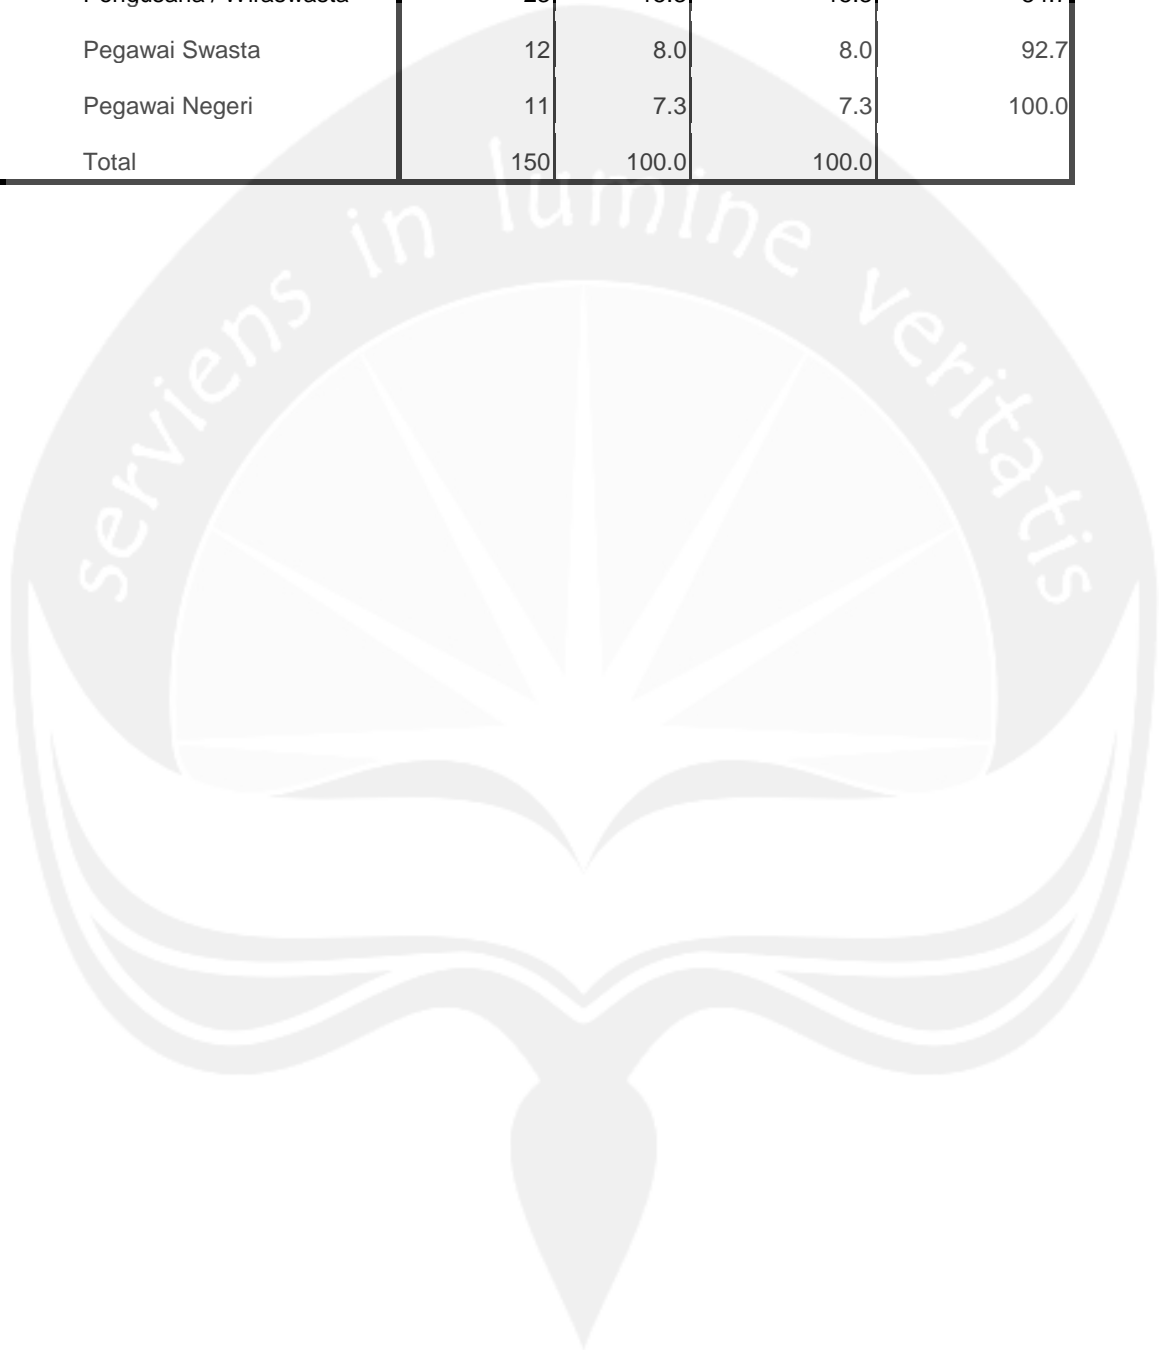 Pegawai Swasta 12 8.0 8.0 92.7
Pegawai Negeri 11 7.3 7.3 100.0
Total 150 100.0 100.0
serviens in lumine veritatis